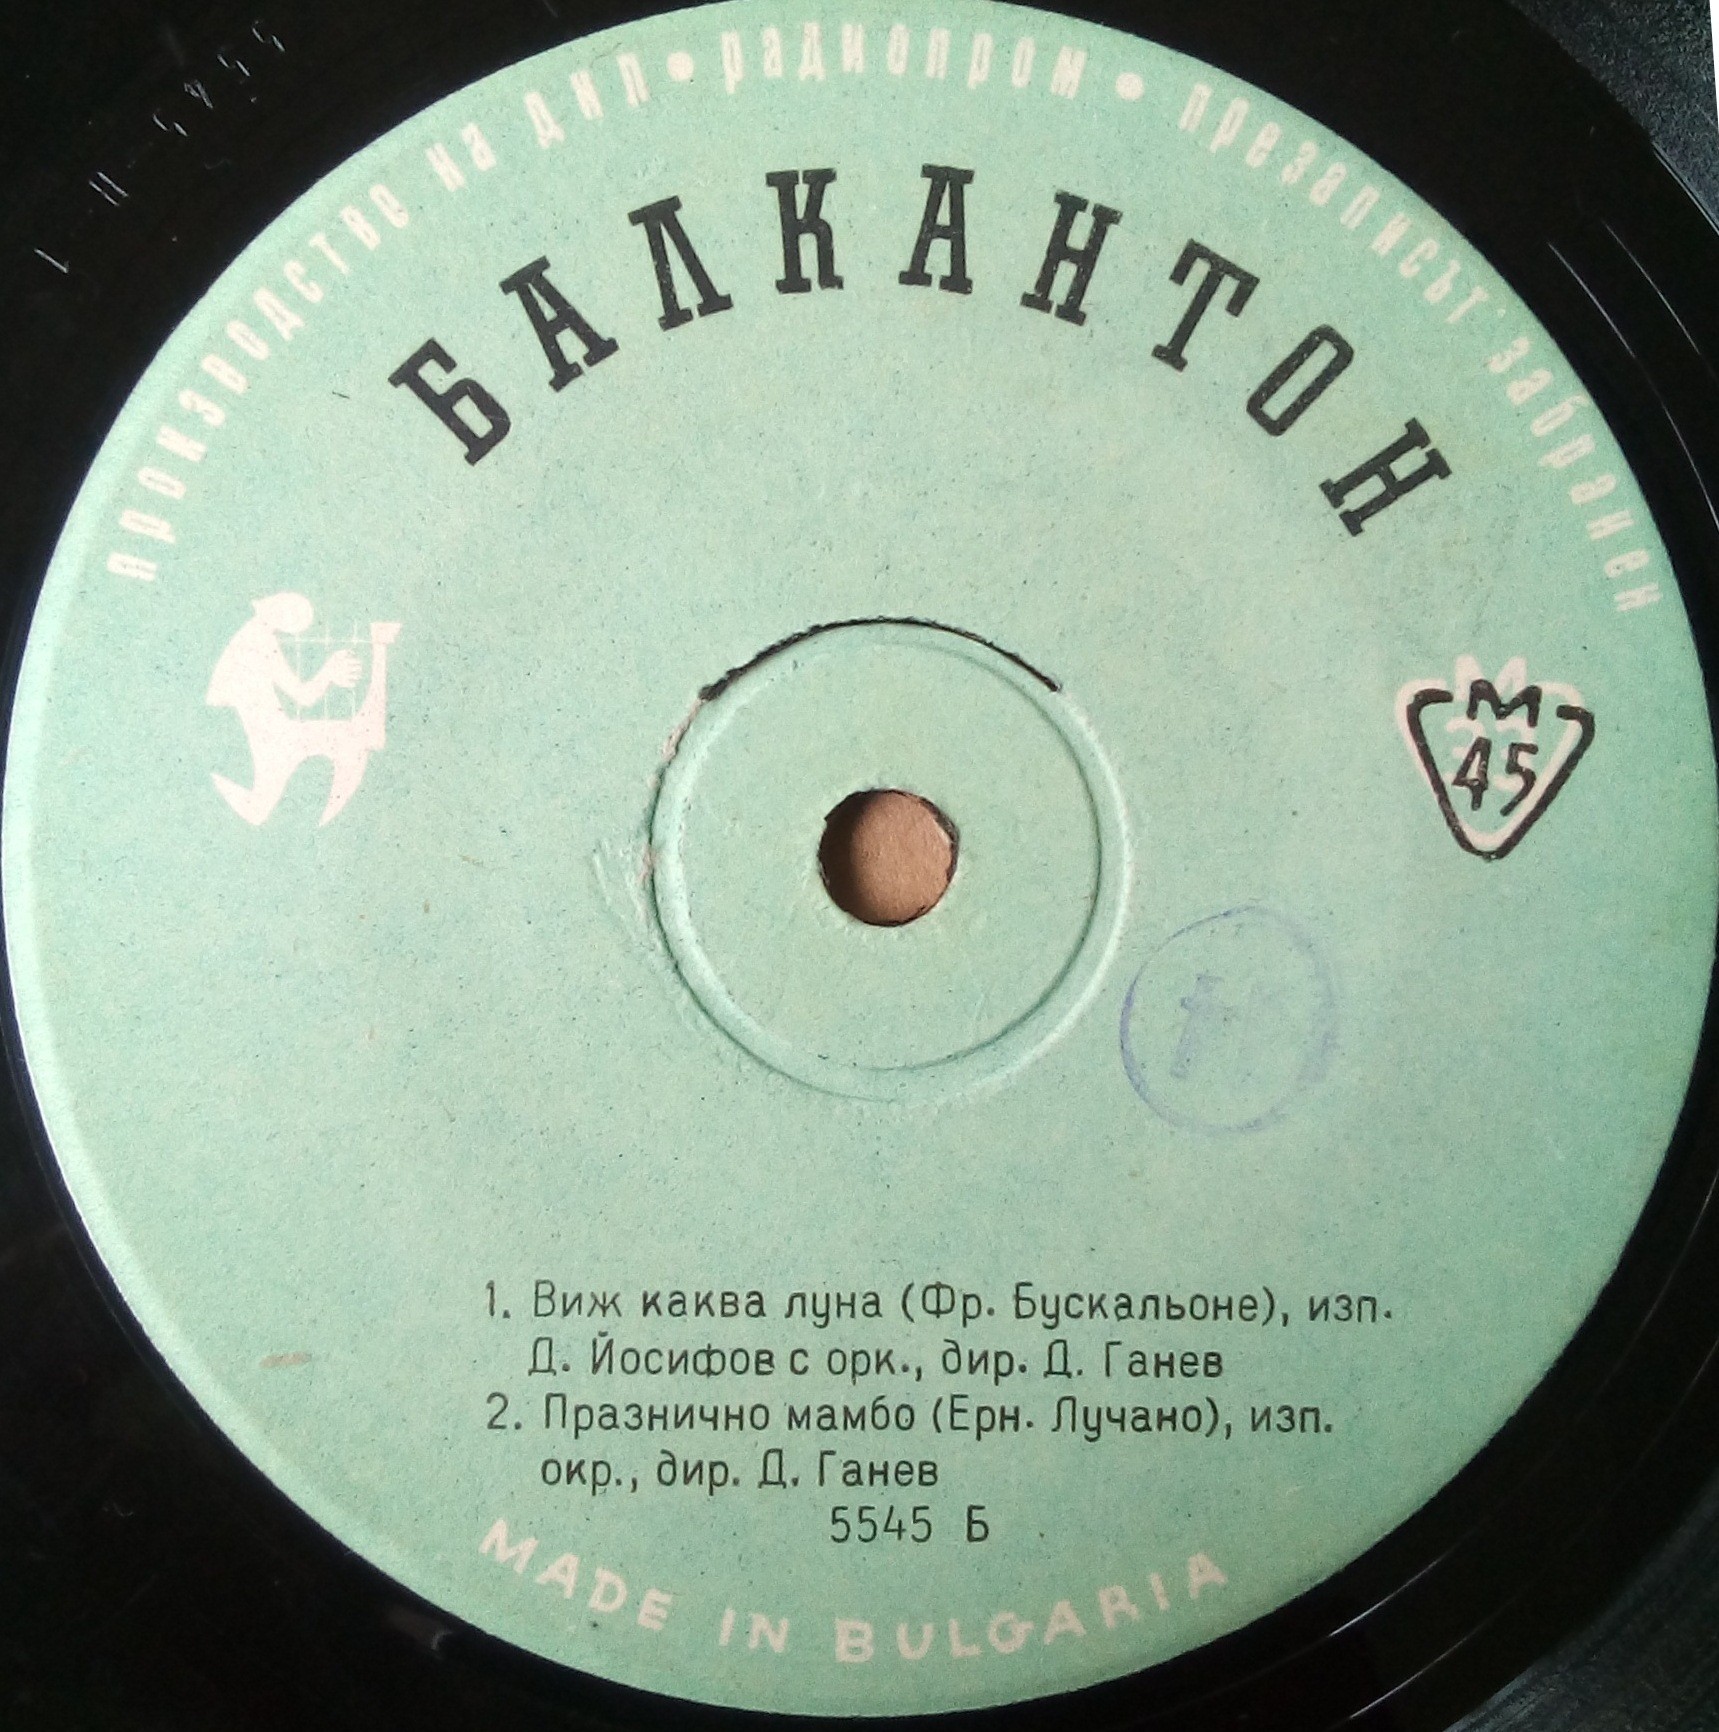 производство на дип • радиопром • презаписът забранен
БАЛКАНТОН
М
45
1. Виж каква луна (Фр. Бускальоне), изп.
Д. Йосифов с орк., дир. Д. Ганев
2. Празнично мамбо (Ерн. Лучано), изп.
окр., дир. Д. Ганев
5545 Б
MADE IN BULGARIA